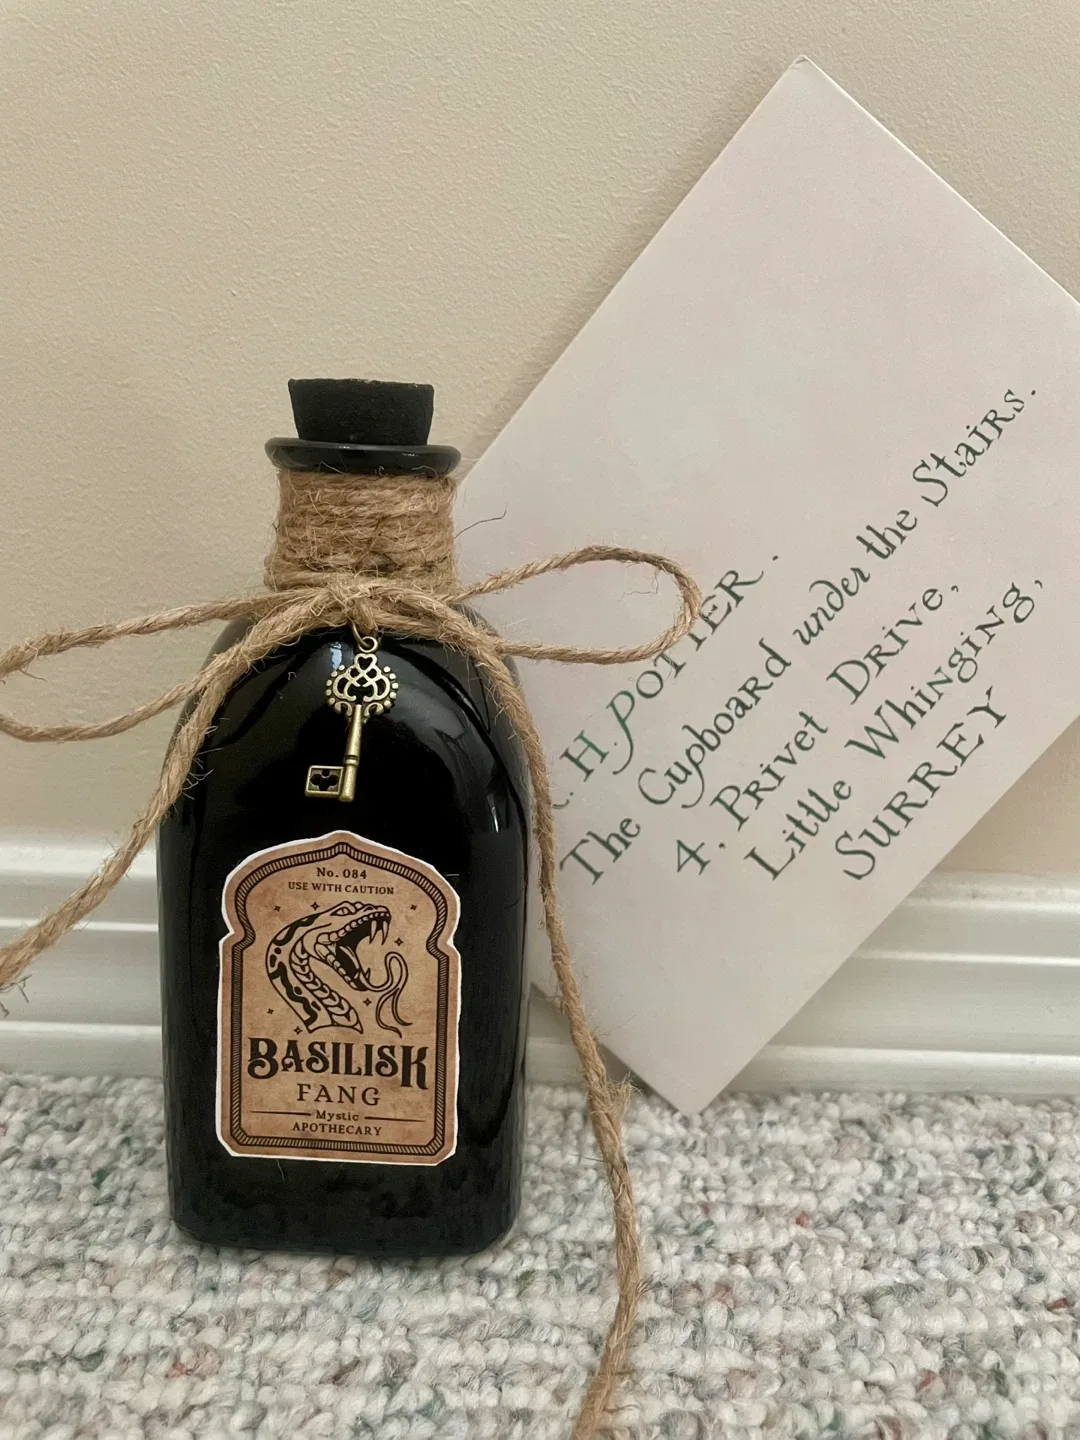 No. 084
USE WITH CAUTION
BASILISK
FANG
Mystic
APOTHECARY
H. POTTER.
The Cupboard under the Stairs.
4, Privet Drive,
Little Whinging,
SURREY